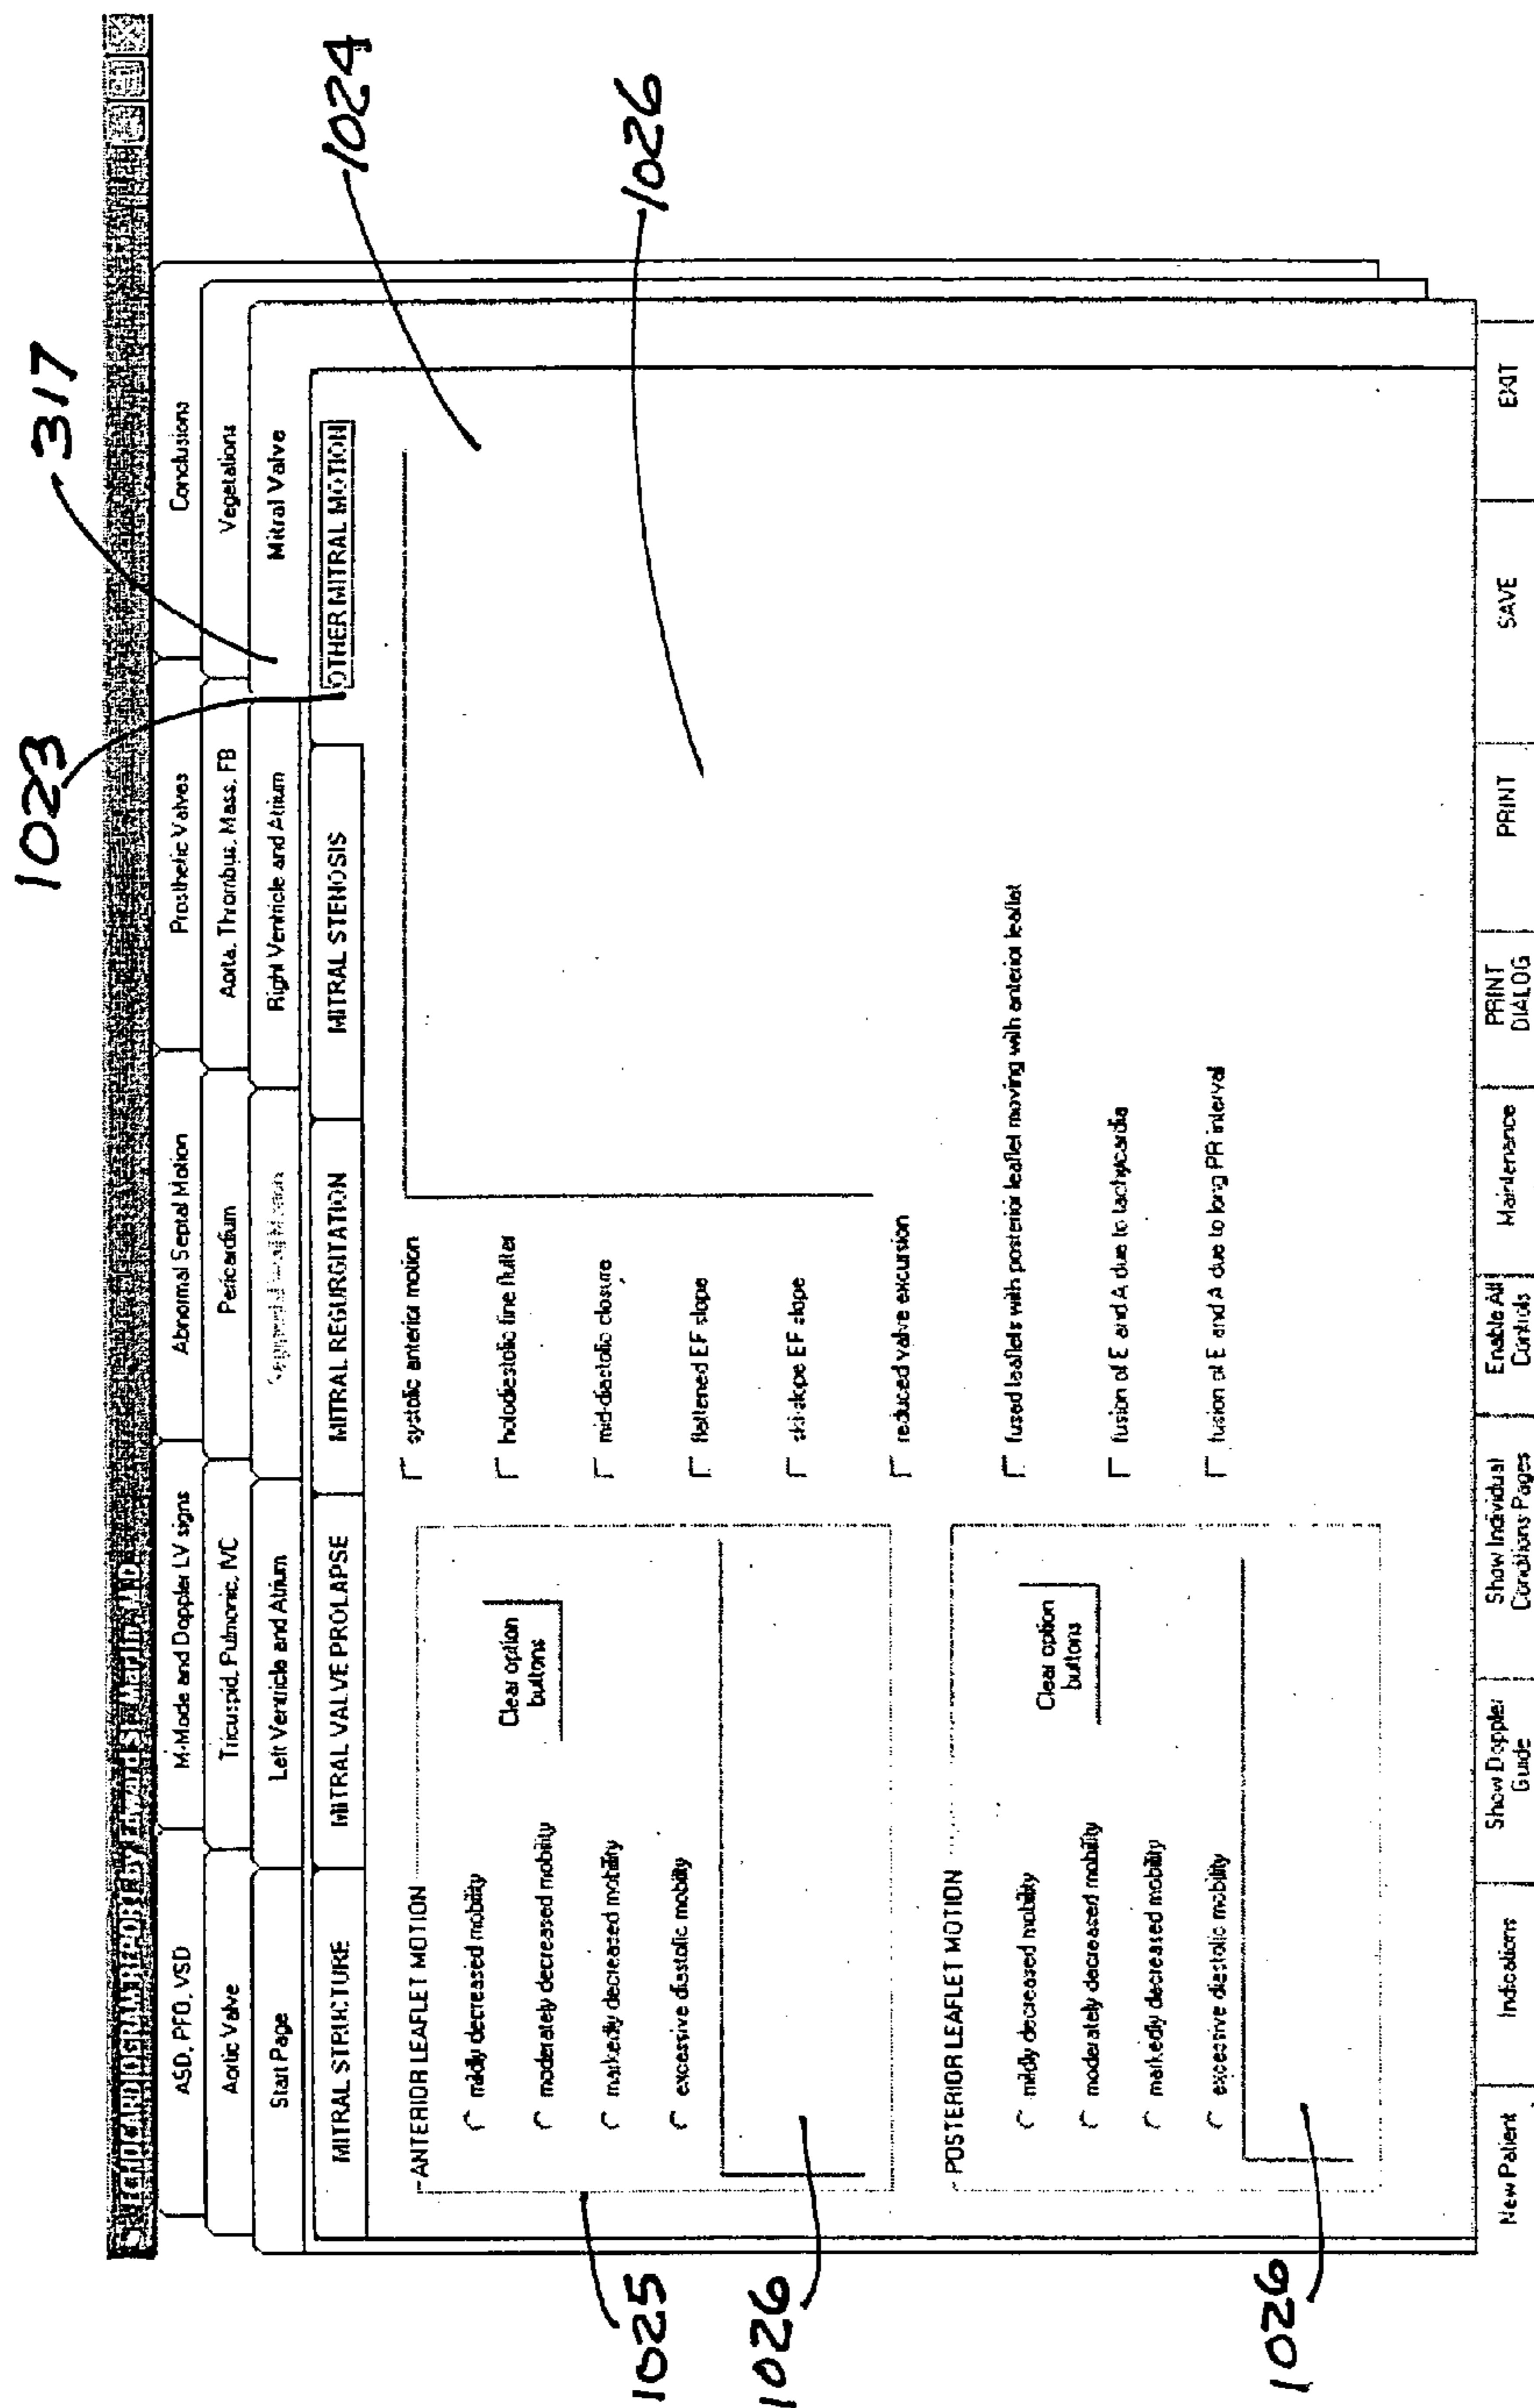 1023
317
1024
1026
ECHOCARDIOGRAM REPORT BY
ASD, PFO, VSD
M-Mode and Doppler LV signs
Abnormal Septal Motion
Prosthetic Valves
Conclusions
Aortic Valve
Tricuspid, Pulmonic, IVC
Pericardium
Aorta, Thrombus, Mass, FB
Vegetations
Start Page
Left Ventricle and Atrium
Right Ventricle and Atrium
Mitral Valve
MITRAL STRUCTURE
MITRAL VALVE PROLAPSE
MITRAL REGURGITATION
MITRAL STENOSIS
OTHER MITRAL MOTION
ANTERIOR LEAFLET MOTION
mildly decreased mobility
moderately decreased mobility
markedly decreased mobility
excessive diastolic mobility
Clear option
buttons
1025
1026
POSTERIOR LEAFLET MOTION
mildly decreased mobility
moderately decreased mobility
markedly decreased mobility
excessive diastolic mobility
Clear option
buttons
1026
systolic anterior motion
holodiastolic fine flutter
mid-diastolic closure
flattened EF slope
ski-slope EF slope
reduced valve excursion
fused leaflets with posterior leaflet moving with anterior leaflet
fusion of E and A due to tachycardia
fusion of E and A due to long PR interval
New Patient
Indications
Show Doppler
Guide
Show Individual
Conditions Pages
Enable All
Controls
Maintenance
PRINT
DIALOG
PRINT
SAVE
EXIT